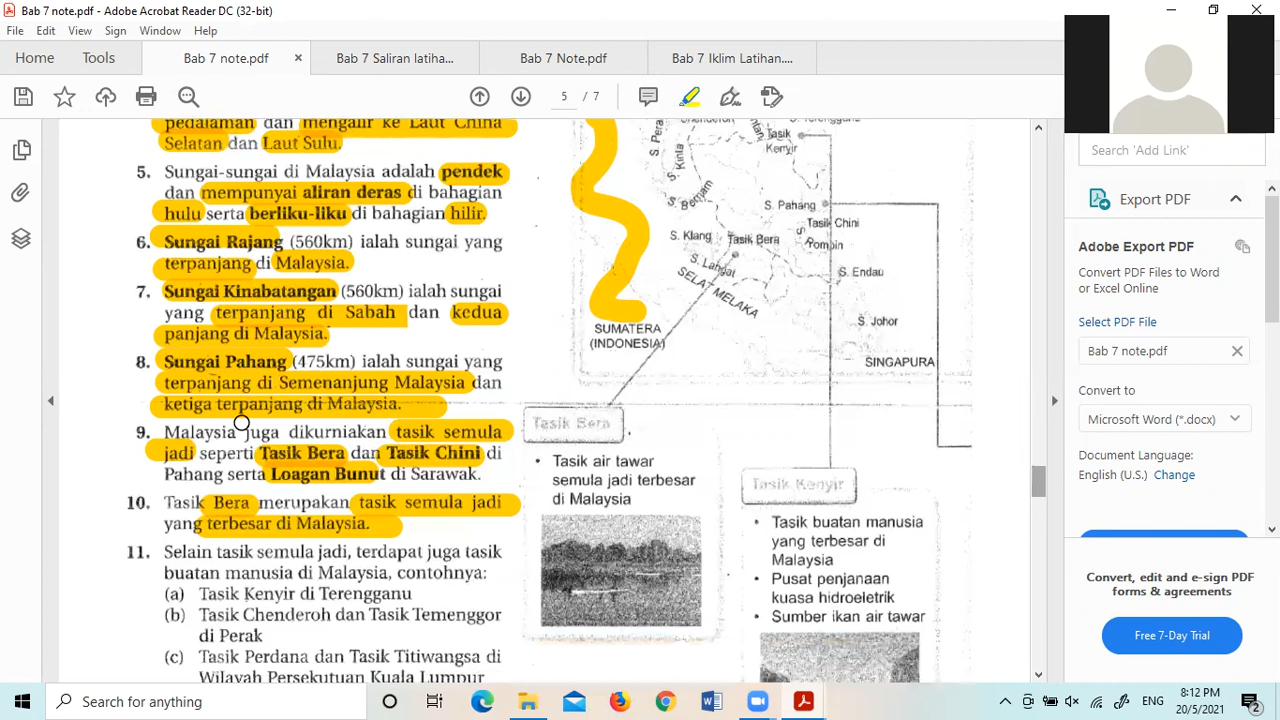 Bab 7 note.pdf - Adobe Acrobat Reader DC (32-bit)
File Edit View Sign Window Help
Home Tools Bab 7 note.pdf Bab 7 Saliran latiha... Bab 7 Note.pdf Bab 7 Iklim Latihan....
5 / 7
pedalaman dan mengalir ke Laut China
Selatan dan Laut Sulu.
5. Sungai-sungai di Malaysia adalah pendek
dan mempunyai aliran deras di bahagian
hulu serta berliku-liku di bahagian hilir.
6. Sungai Rajang (560km) ialah sungai yang
terpanjang di Malaysia.
7. Sungai Kinabatangan (560km) ialah sungai
yang terpanjang di Sabah dan kedua
panjang di Malaysia.
8. Sungai Pahang (475km) ialah sungai yang
terpanjang di Semenanjung Malaysia dan
ketiga terpanjang di Malaysia.
9. Malaysia juga dikurniakan tasik semula
jadi seperti Tasik Bera dan Tasik Chini di
Pahang serta Loagan Bunut di Sarawak.
10. Tasik Bera merupakan tasik semula jadi
yang terbesar di Malaysia.
11. Selain tasik semula jadi, terdapat juga tasik
buatan manusia di Malaysia, contohnya:
(a) Tasik Kenyir di Terengganu
(b) Tasik Chenderoh dan Tasik Temenggor
di Perak
(c) Tasik Perdana dan Tasik Titiwangsa di
Wilayah Persekutuan Kuala Lumpur
Tasik
Kenyir
S. Kinta
S. Bernam
S. Pahang
Tasik Chini
S. Klang
Tasik Bera
S. Rompin
S. Langat
SELAT MELAKA
S. Endau
S. Johor
SINGAPURA
SUMATERA
(INDONESIA)
Tasik Bera
• Tasik air tawar
semula jadi terbesar
di Malaysia
Tasik Kenyir
• Tasik buatan manusia
yang terbesar di
Malaysia
• Pusat penjanaan
kuasa hidroeletrik
• Sumber ikan air tawar
Search 'Add Link'
Export PDF
Adobe Export PDF
Convert PDF Files to Word
or Excel Online
Select PDF File
Bab 7 note.pdf
Convert to
Microsoft Word (*.docx)
Document Language:
English (U.S.) Change
Convert, edit and e-sign PDF
forms & agreements
Free 7-Day Trial
Search for anything
ENG
8:12 PM
20/5/2021
2